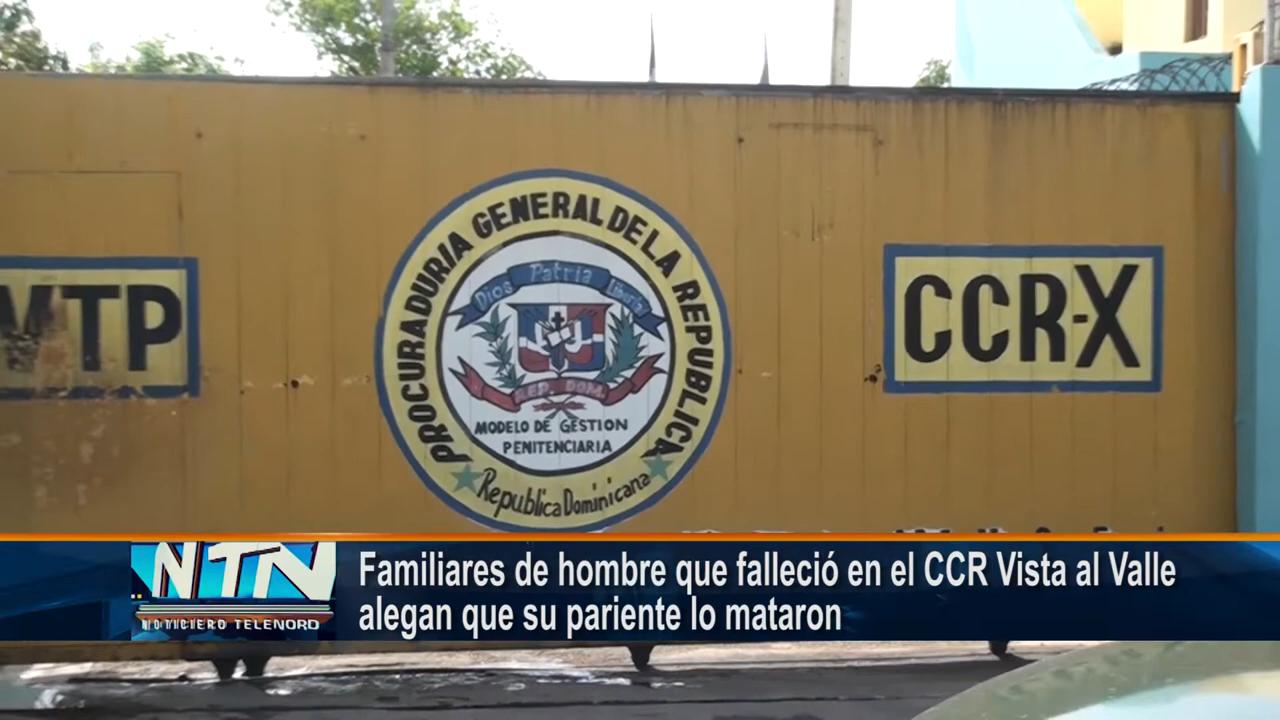 PROCURADURIA GENERAL DE LA REPUBLICA
Dios Patria Libertad
REP. DOM.
MODELO DE GESTION
PENITENCIARIA
Republica Dominicana
MTP
CCR-X
NTN
NOTICIERO TELENORD
Familiares de hombre que falleció en el CCR Vista al Valle
alegan que su pariente lo mataron